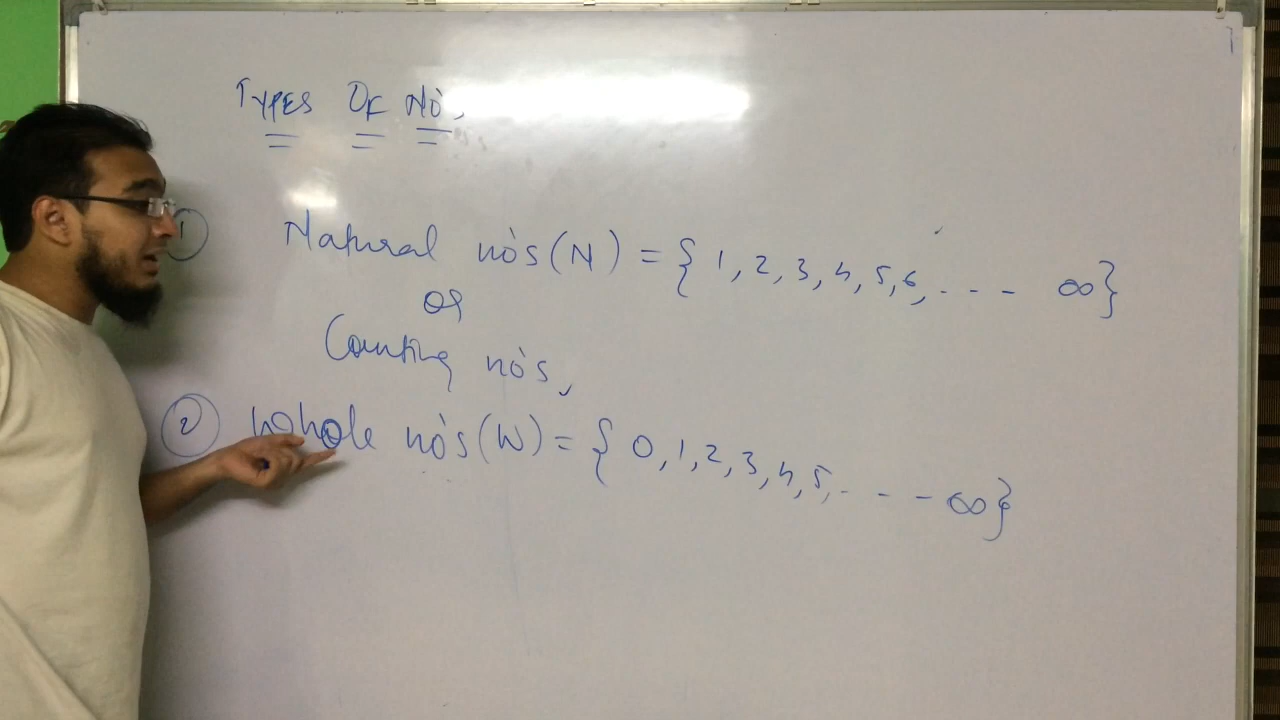 TYPES OF No's
① Natural no's (N) = { 1, 2, 3, 4, 5, 6, - - - ∞}
or
Counting no's,
② Whole no's (W) = { 0, 1, 2, 3, 4, 5, - - - ∞}